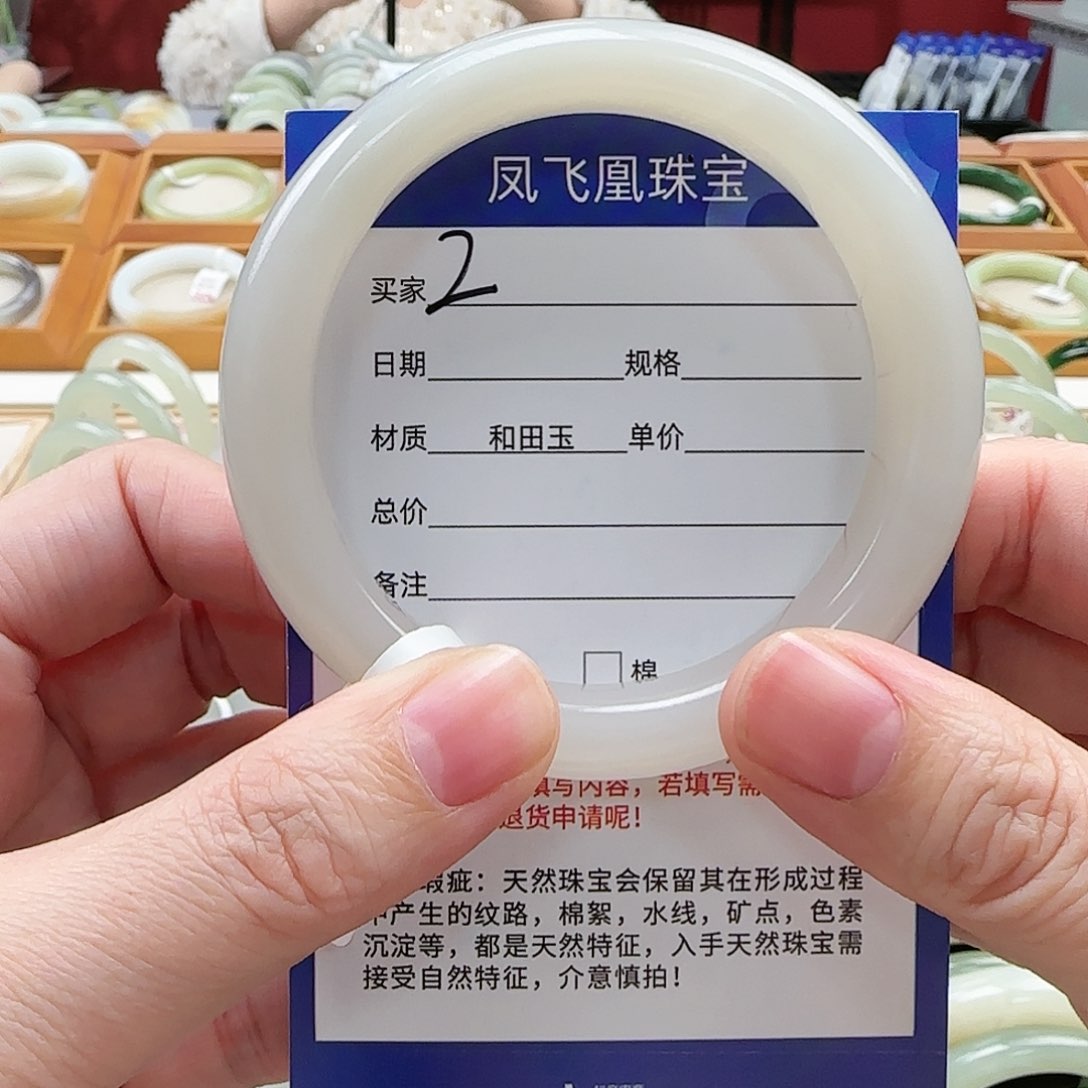 凤飞凰珠宝
买家 2
日期 规格
材质 和田玉 单价
总价
备注
棉
填写内容，若填写需
退货申请呢！
瑕疵：天然珠宝会保留其在形成过程
中产生的纹路，棉絮，水线，矿点，色素
沉淀等，都是天然特征，入手天然珠宝需
接受自然特征，介意慎拍！